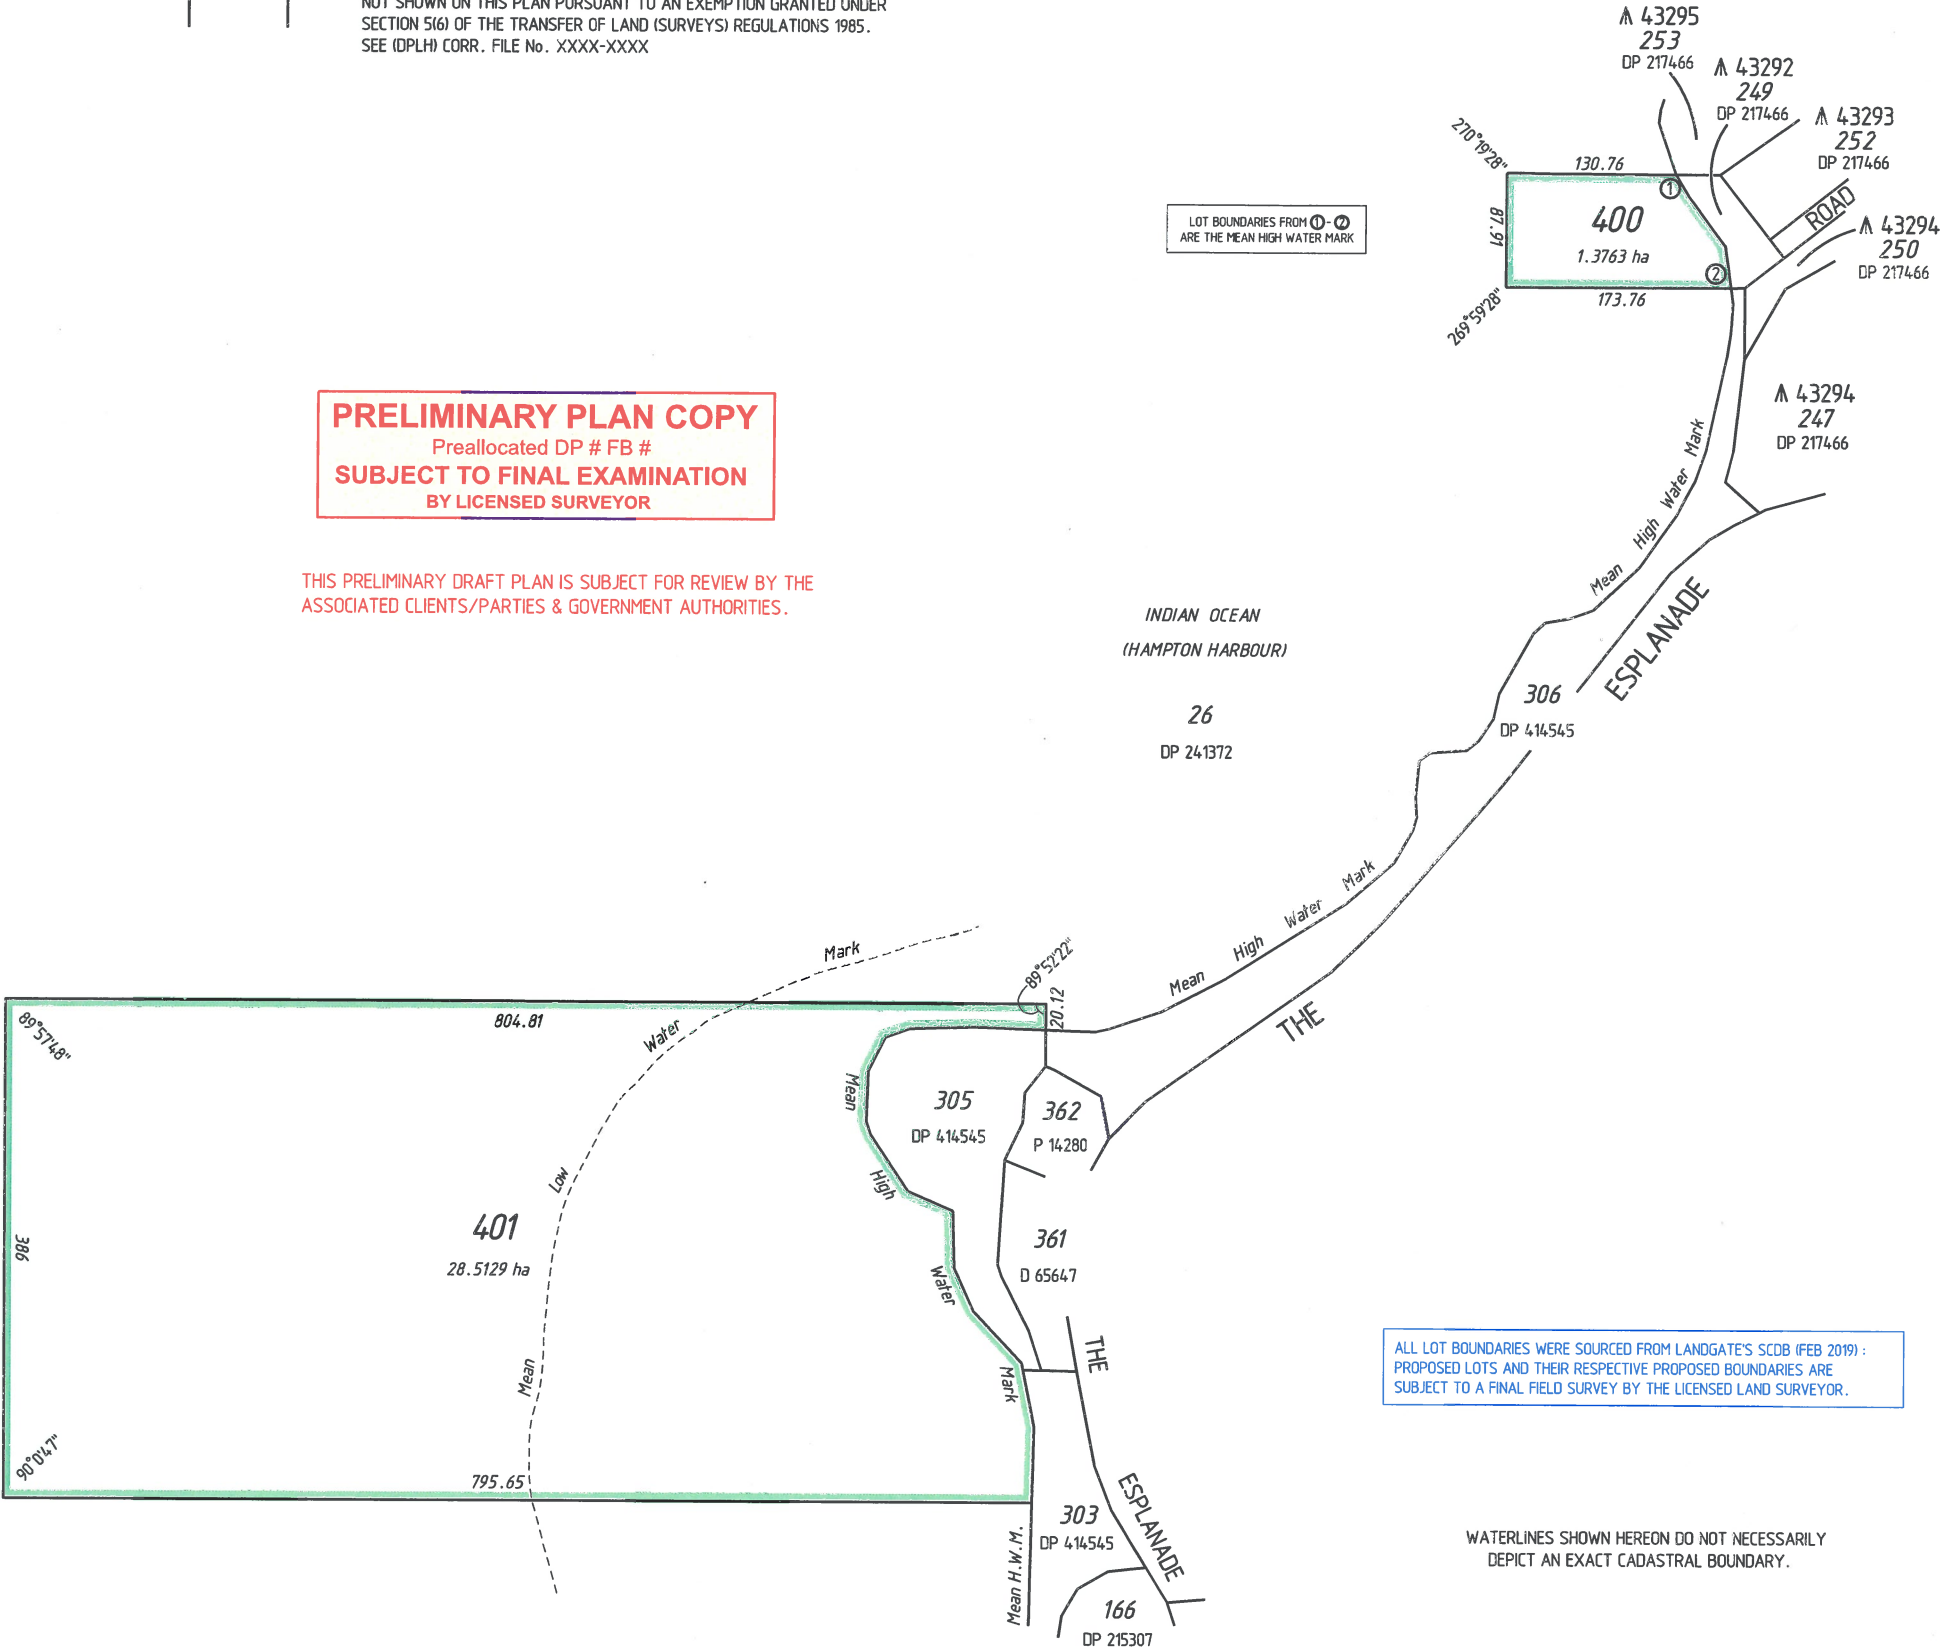 NOT SHOWN ON THIS PLAN PURSUANT TO AN EXEMPTION GRANTED UNDER
SECTION 5(6) OF THE TRANSFER OF LAND (SURVEYS) REGULATIONS 1985.
SEE (DPLH) CORR. FILE No. XXXX-XXXX
43295
253
DP 217466
43292
249
DP 217466
43293
252
DP 217466
ROAD
43294
250
DP 217466
270°19'28"
130.76
1
87.91
400
1.3763 ha
2
269°59'28"
173.76
LOT BOUNDARIES FROM 1 - 2
ARE THE MEAN HIGH WATER MARK
43294
247
DP 217466
PRELIMINARY PLAN COPY
Preallocated DP # FB #
SUBJECT TO FINAL EXAMINATION
BY LICENSED SURVEYOR
THIS PRELIMINARY DRAFT PLAN IS SUBJECT FOR REVIEW BY THE
ASSOCIATED CLIENTS/PARTIES & GOVERNMENT AUTHORITIES.
Mean High Water Mark
INDIAN OCEAN
(HAMPTON HARBOUR)
26
DP 241372
306
DP 414545
THE ESPLANADE
Mean High Water Mark
Mean Low Water Mark
89°52'22"
20.12
804.81
89°57'48"
386
401
28.5129 ha
90°0'47"
795.65
Mean High Water Mark
305
DP 414545
362
P 14280
361
D 65647
THE ESPLANADE
303
DP 414545
Mean H.W.M.
166
DP 215307
ALL LOT BOUNDARIES WERE SOURCED FROM LANDGATE'S SCDB (FEB 2019) :
PROPOSED LOTS AND THEIR RESPECTIVE PROPOSED BOUNDARIES ARE
SUBJECT TO A FINAL FIELD SURVEY BY THE LICENSED LAND SURVEYOR.
WATERLINES SHOWN HEREON DO NOT NECESSARILY
DEPICT AN EXACT CADASTRAL BOUNDARY.